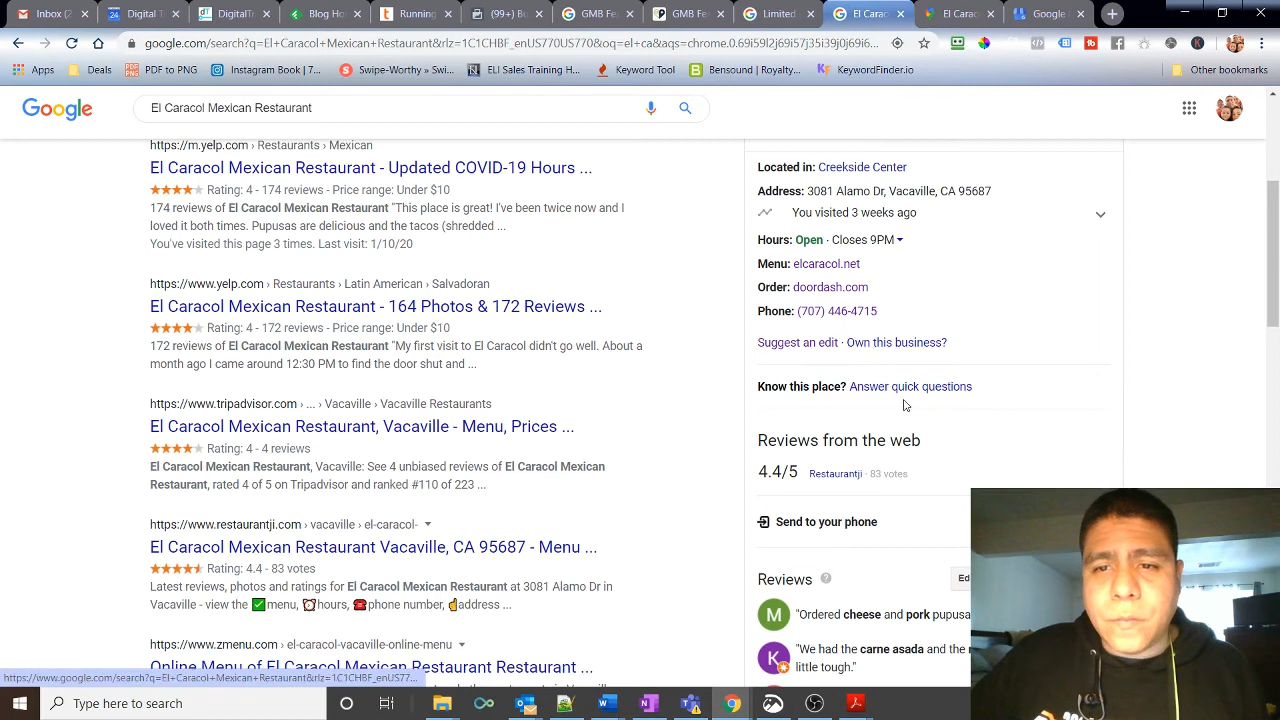 Inbox (2
Digital T
DigitalTr
Blog Ho
Running
(99+) Bu
GMB Fe
GMB Fe
Limited
El Carac
El Carac
Google
google.com/search?q=El+Caracol+Mexican+Restaurant&rlz=1C1CHBF_enUS770US770&oq=el+ca&aqs=chrome.0.69i59l2j69i57j35i39j0j69i6...
Apps
Deals
PDF to PNG
Instagram Book | 7...
Swipe-Worthy » Swi...
ELI Sales Training H...
Keyword Tool
Bensound | Royalty...
KeywordFinder.io
Other bookmarks
Google
El Caracol Mexican Restaurant
https://m.yelp.com › Restaurants › Mexican
El Caracol Mexican Restaurant - Updated COVID-19 Hours ...
Rating: 4 - 174 reviews - Price range: Under $10
174 reviews of El Caracol Mexican Restaurant "This place is great! I've been twice now and I
loved it both times. Pupusas are delicious and the tacos (shredded ...
You've visited this page 3 times. Last visit: 1/10/20
https://www.yelp.com › Restaurants › Latin American › Salvadoran
El Caracol Mexican Restaurant - 164 Photos & 172 Reviews ...
Rating: 4 - 172 reviews - Price range: Under $10
172 reviews of El Caracol Mexican Restaurant "My first visit to El Caracol didn't go well. About a
month ago I came around 12:30 PM to find the door shut and ...
https://www.tripadvisor.com › ... › Vacaville › Vacaville Restaurants
El Caracol Mexican Restaurant, Vacaville - Menu, Prices ...
Rating: 4 - 4 reviews
El Caracol Mexican Restaurant, Vacaville: See 4 unbiased reviews of El Caracol Mexican
Restaurant, rated 4 of 5 on Tripadvisor and ranked #110 of 223 ...
https://www.restaurantji.com › vacaville › el-caracol-
El Caracol Mexican Restaurant Vacaville, CA 95687 - Menu ...
Rating: 4.4 - 83 votes
Latest reviews, photos and ratings for El Caracol Mexican Restaurant at 3081 Alamo Dr in
Vacaville - view the ✅menu, ⏰hours, ☎️phone number, ☝address ...
https://www.zmenu.com › el-caracol-vacaville-online-menu
Online Menu of El Caracol Mexican Restaurant Restaurant ...
Located in: Creekside Center
Address: 3081 Alamo Dr, Vacaville, CA 95687
You visited 3 weeks ago
Hours: Open · Closes 9PM
Menu: elcaracol.net
Order: doordash.com
Phone: (707) 446-4715
Suggest an edit · Own this business?
Know this place? Answer quick questions
Reviews from the web
4.4/5 Restaurantji · 83 votes
Send to your phone
Reviews
Ed
M
"Ordered cheese and pork pupusa
K
"We had the carne asada and the
little tough."
https://www.google.com/search?q=El+Caracol+Mexican+Restaurant&rlz=1C1CHBF_enUS77...
Type here to search